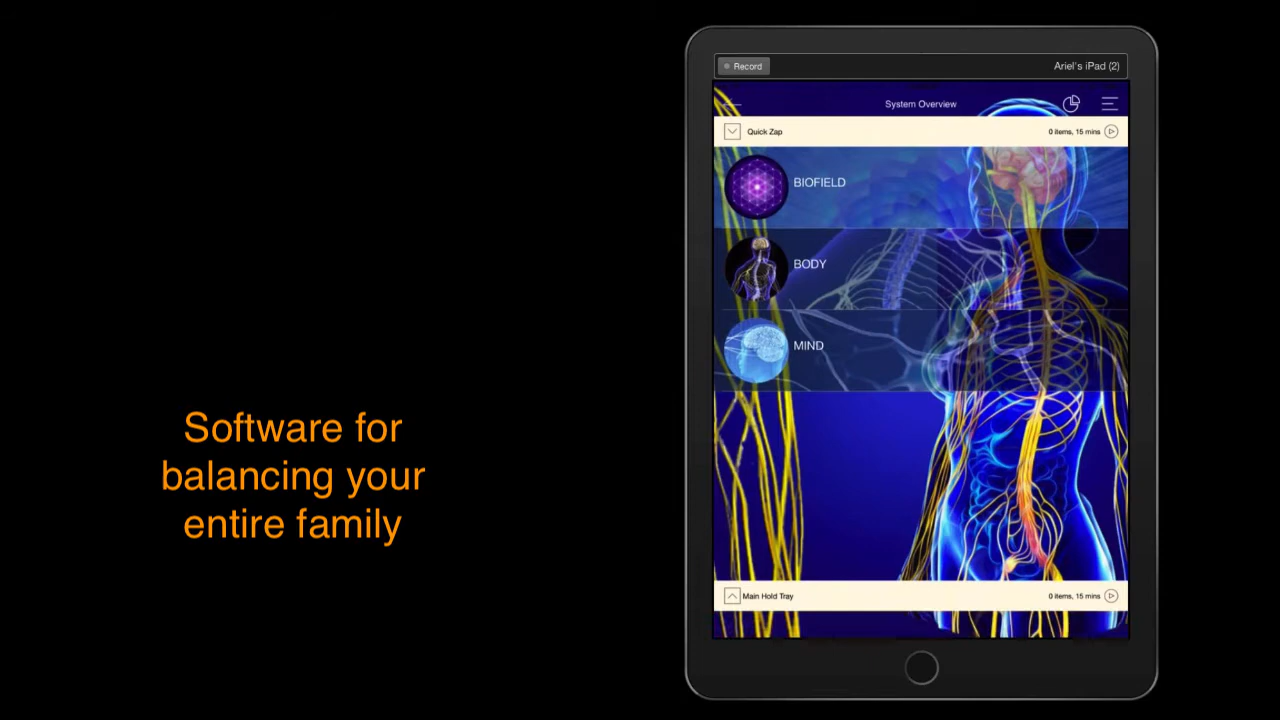 Record
Ariel's iPad (2)
System Overview
Quick Zap
0 items, 15 mins
BIOFIELD
BODY
MIND
Software for
balancing your
entire family
Main Hold Tray
0 items, 15 mins